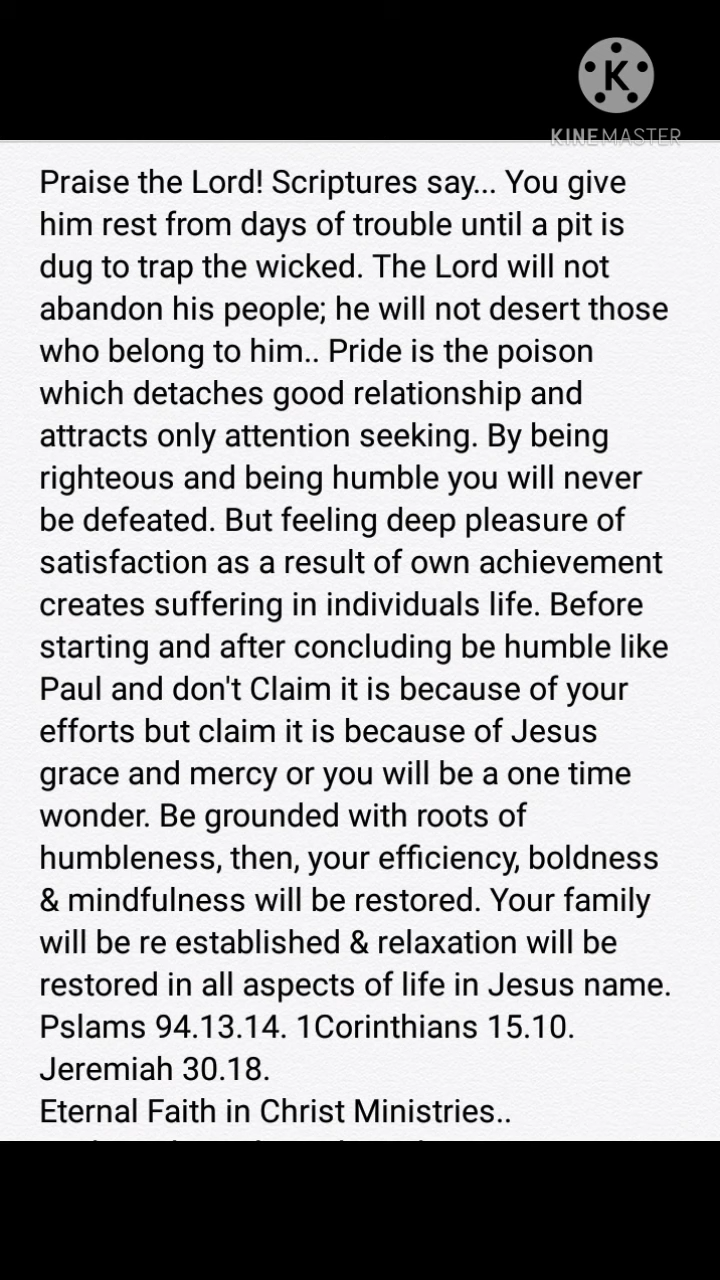 K
KINEMASTER
Praise the Lord! Scriptures say... You give
him rest from days of trouble until a pit is
dug to trap the wicked. The Lord will not
abandon his people; he will not desert those
who belong to him.. Pride is the poison
which detaches good relationship and
attracts only attention seeking. By being
righteous and being humble you will never
be defeated. But feeling deep pleasure of
satisfaction as a result of own achievement
creates suffering in individuals life. Before
starting and after concluding be humble like
Paul and don't Claim it is because of your
efforts but claim it is because of Jesus
grace and mercy or you will be a one time
wonder. Be grounded with roots of
humbleness, then, your efficiency, boldness
& mindfulness will be restored. Your family
will be re established & relaxation will be
restored in all aspects of life in Jesus name.
Pslams 94.13.14. 1Corinthians 15.10.
Jeremiah 30.18.
Eternal Faith in Christ Ministries..